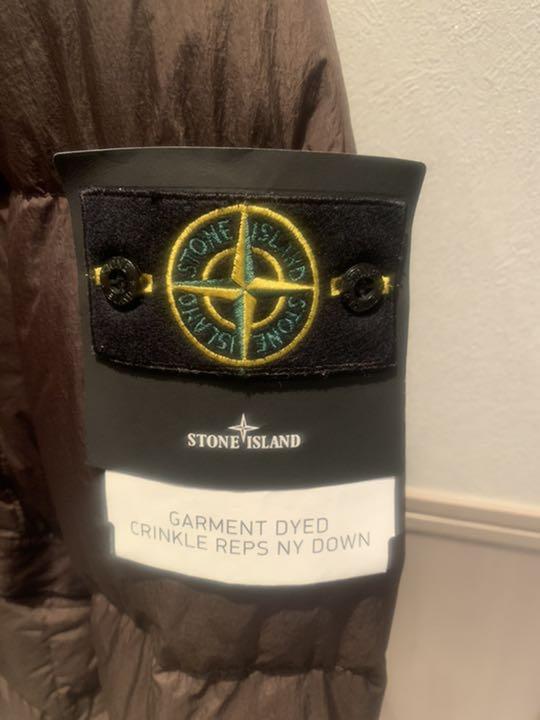 STONE ISLAND
ISLAND STONE
STONE ISLAND
GARMENT DYED
CRINKLE REPS NY DOWN